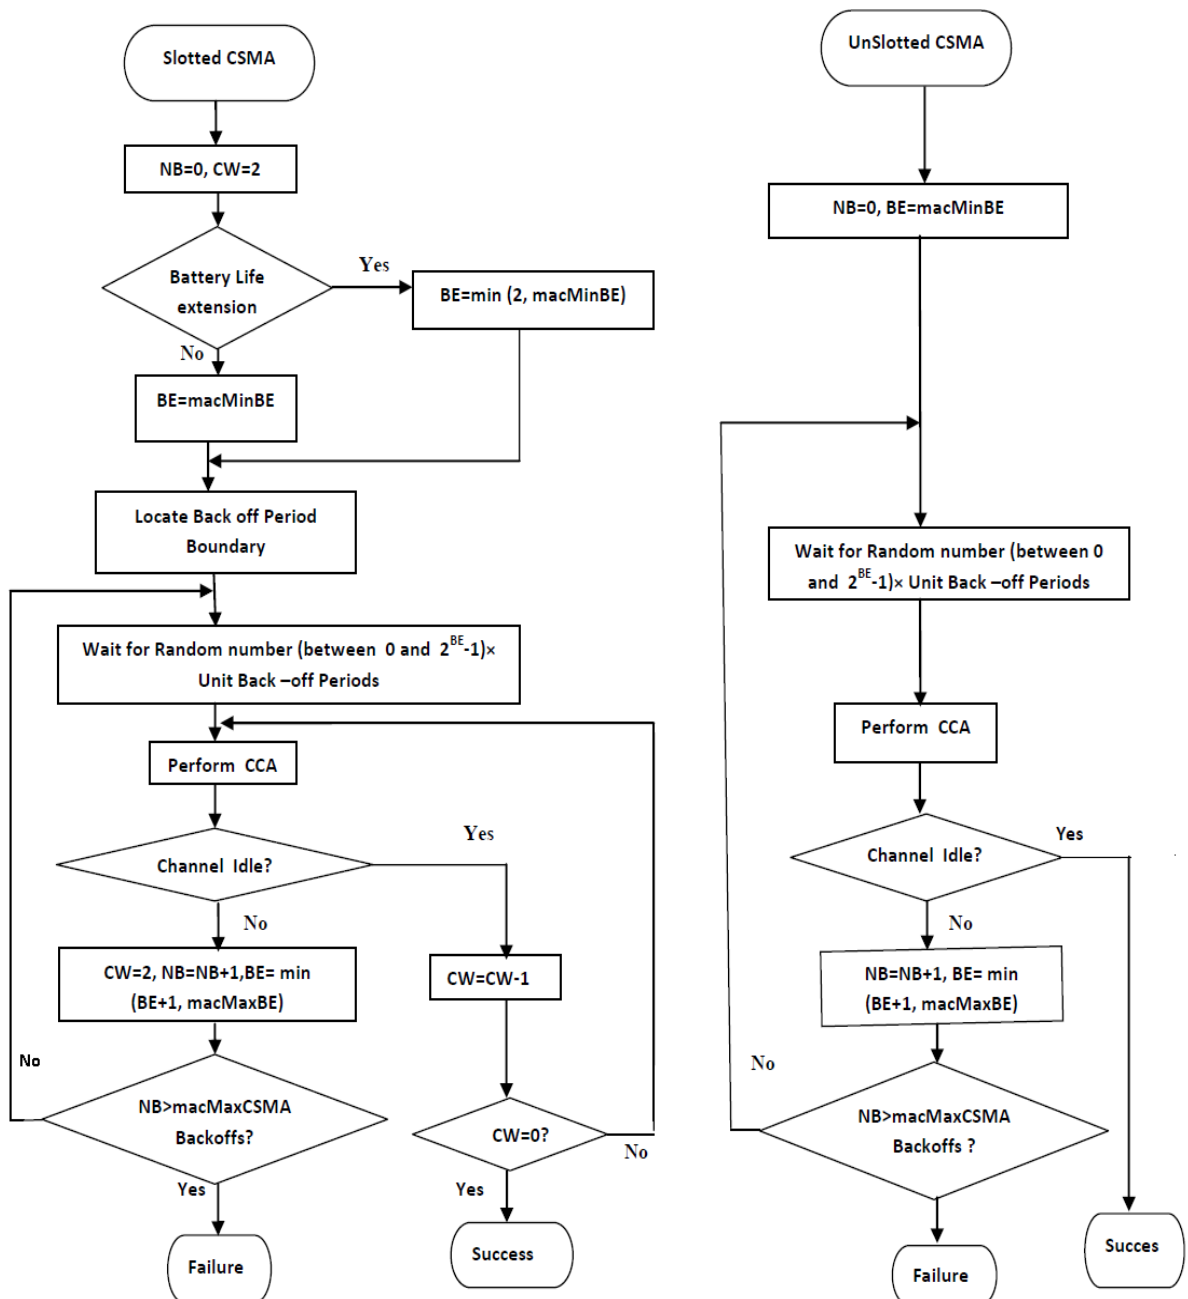 Slotted CSMA
NB=0, CW=2
Battery Life
extension
Yes
BE=min (2, macMinBE)
No
BE=macMinBE
Locate Back off Period
Boundary
Wait for Random number (between 0 and 2^BE-1)×
Unit Back –off Periods
Perform CCA
Channel Idle?
Yes
No
CW=2, NB=NB+1,BE= min
(BE+1, macMaxBE)
CW=CW-1
No
NB>macMaxCSMA
Backoffs?
CW=0?
No
Yes
Yes
Failure
Success
UnSlotted CSMA
NB=0, BE=macMinBE
Wait for Random number (between 0
and 2^BE-1)× Unit Back –off Periods
Perform CCA
Channel Idle?
Yes
No
NB=NB+1, BE= min
(BE+1, macMaxBE)
No
NB>macMaxCSMA
Backoffs ?
Failure
Succes